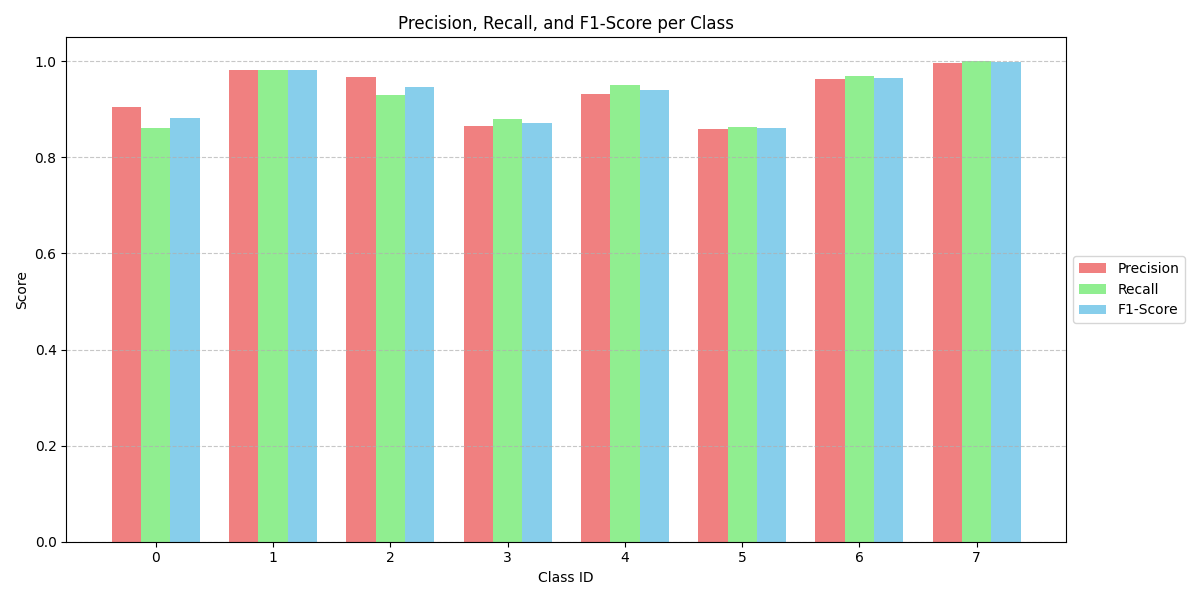 Precision, Recall, and F1-Score per Class
1.0
0.8
0.6
0.4
0.2
0.0
Score
0 1 2 3 4 5 6 7
Class ID
Precision
Recall
F1-Score